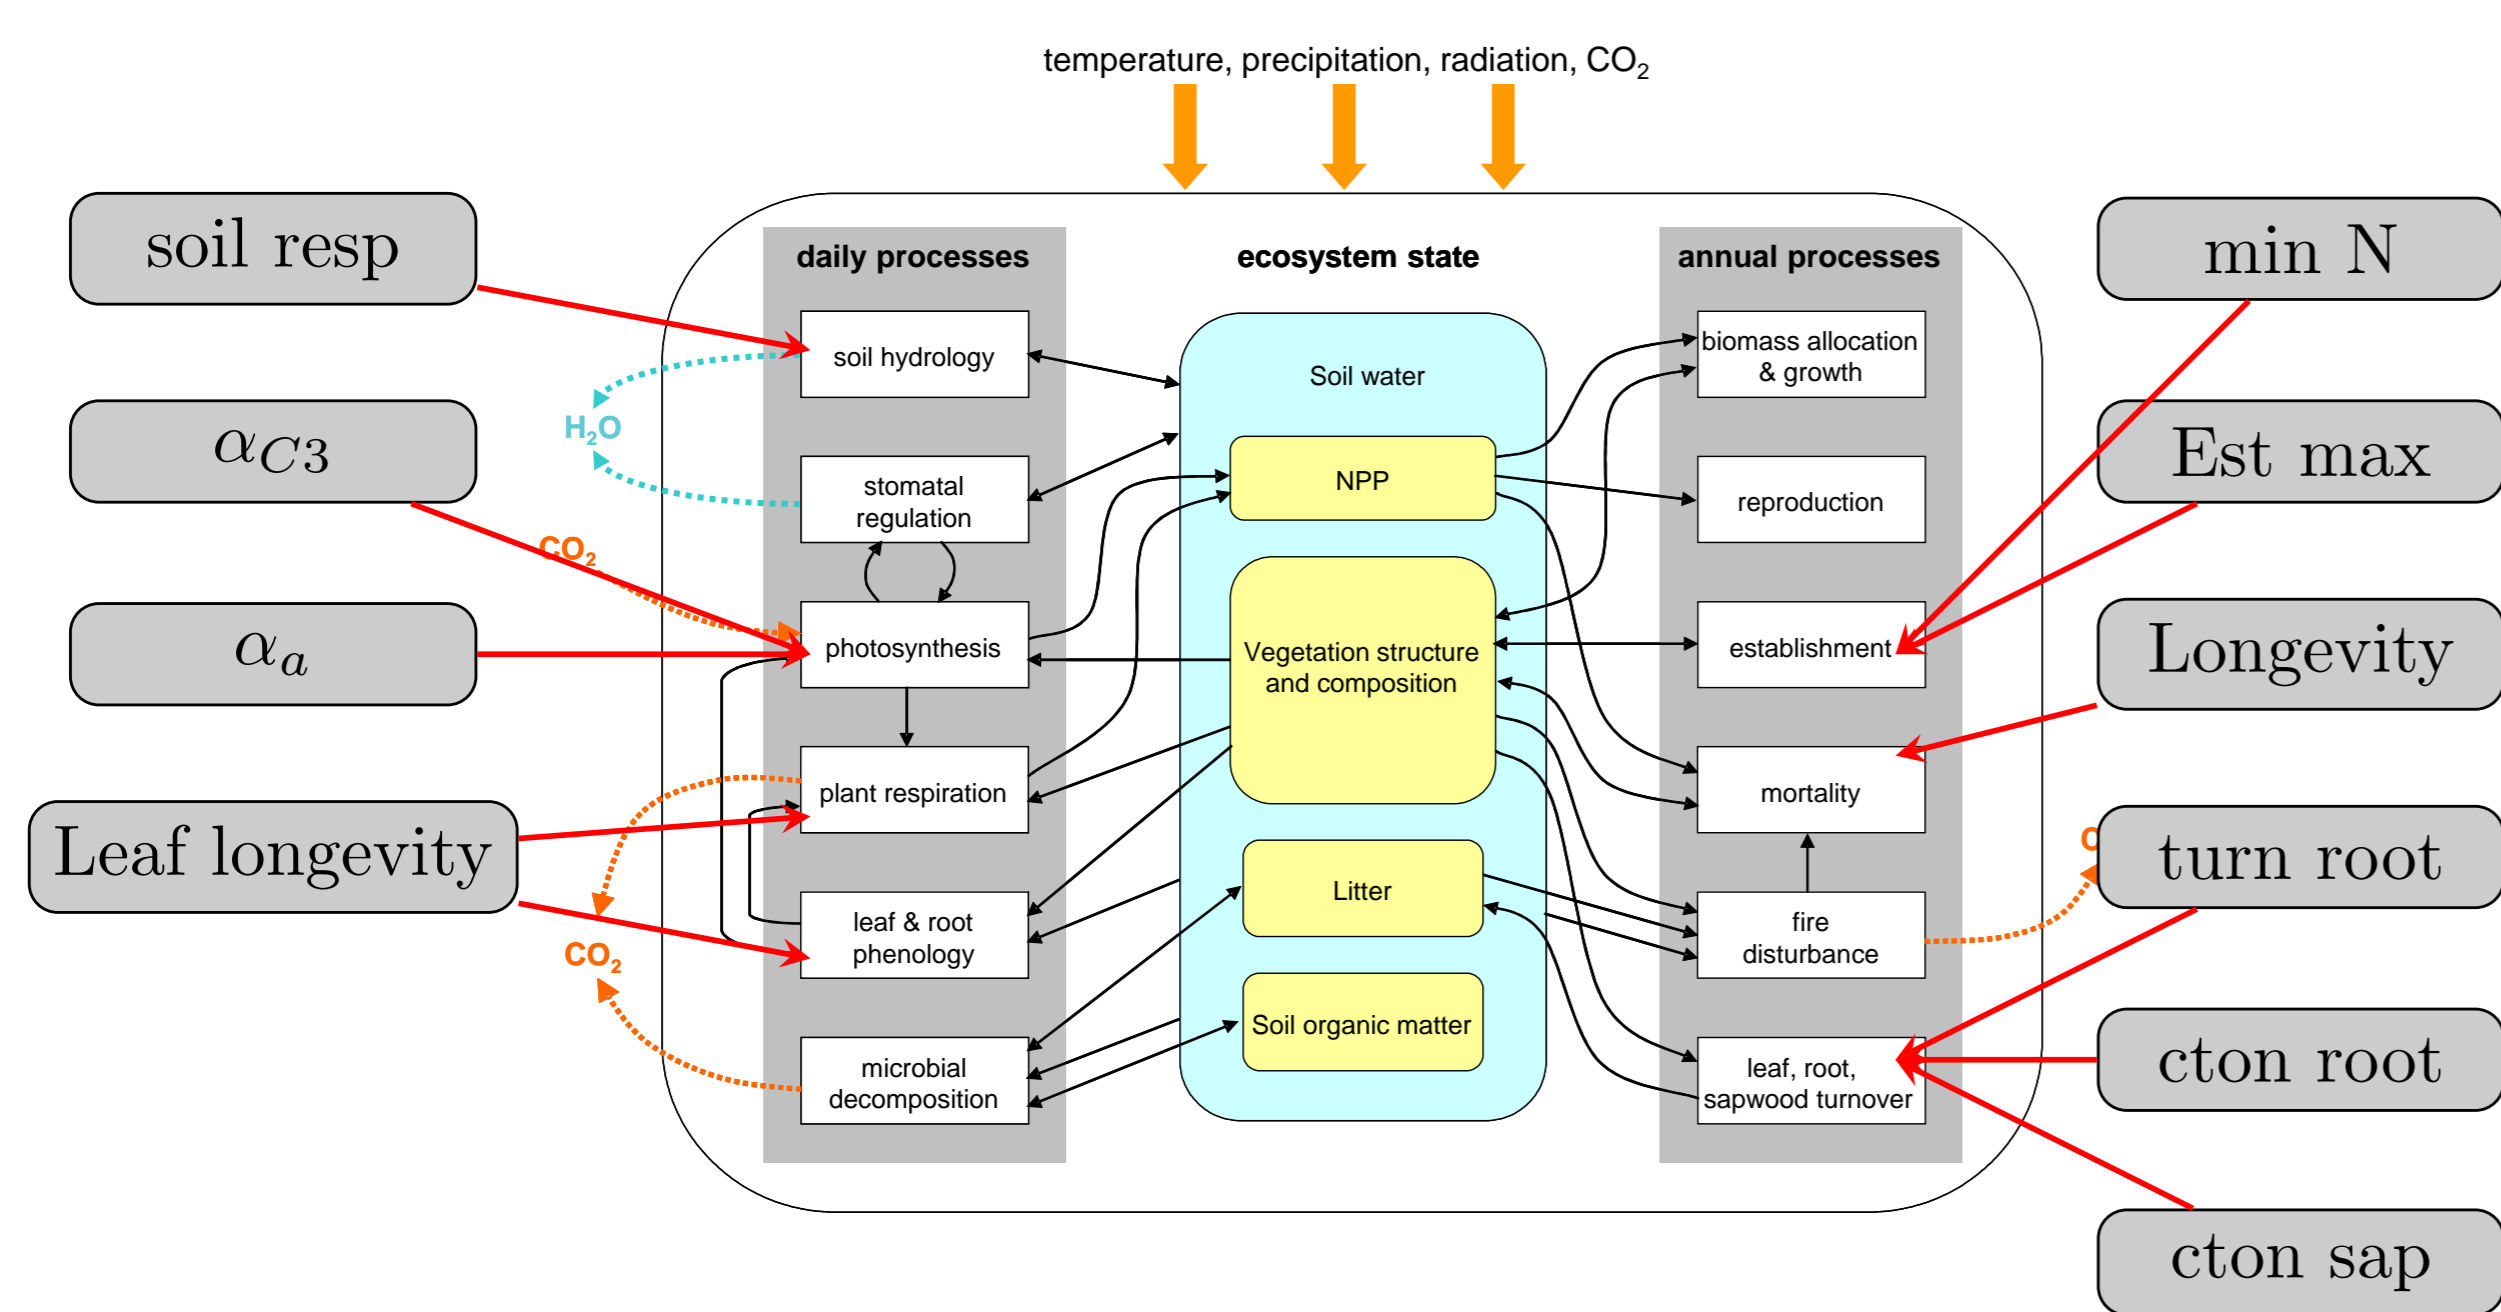 temperature, precipitation, radiation, CO₂
soil resp
α_C3
α_a
Leaf longevity
H₂O
CO₂
CO₂
daily processes
soil hydrology
stomatal
regulation
photosynthesis
plant respiration
leaf & root
phenology
microbial
decomposition
ecosystem state
Soil water
NPP
Vegetation structure
and composition
Litter
Soil organic matter
annual processes
biomass allocation
& growth
reproduction
establishment
mortality
fire
disturbance
leaf, root,
sapwood turnover
min N
Est max
Longevity
turn root
cton root
cton sap